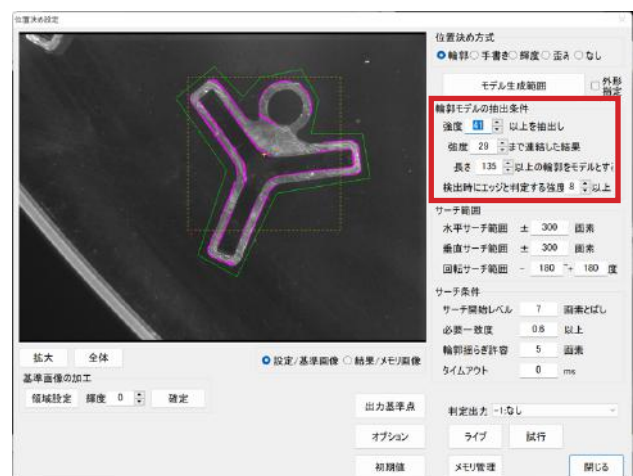 位置決め設定
位置決め方式
輪郭 手書き 輝度 歪み なし
モデル生成範囲
外形指定
輪郭モデルの抽出条件
強度 41 以上を抽出し
強度 29 まで連結した結果
長さ 135 以上の輪郭をモデルとす
検出時にエッジと判定する強度 8 以上
サーチ範囲
水平サーチ範囲 ± 300 画素
垂直サーチ範囲 ± 300 画素
回転サーチ範囲 - 180 ~+ 180 度
サーチ条件
サーチ開始レベル 7 画素とばし
必要一致度 0.6 以上
輪郭揺らぎ許容 5 画素
タイムアウト 0 ms
拡大 全体
設定/基準画像 結果/メモリ画像
基準画像の加工
領域設定 輝度 0 確定
出力基準点
判定出力 -1:なし
オプション ライブ 試行
初期値 メモリ管理 閉じる